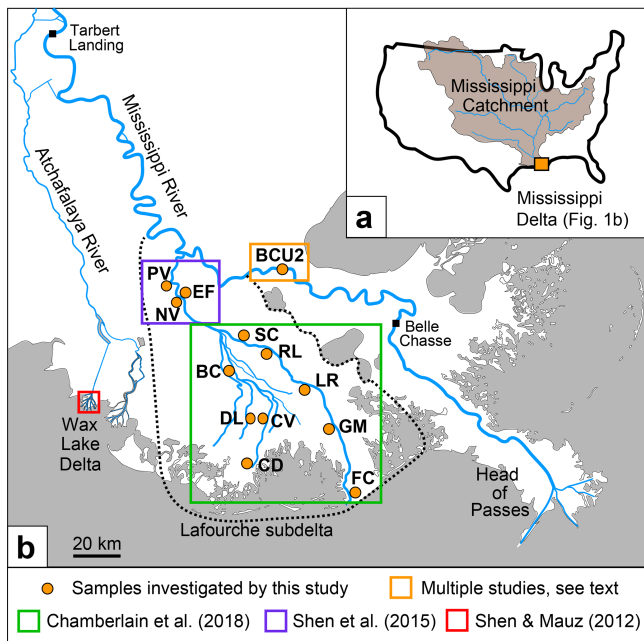 Tarbert
Landing
Mississippi River
Atchafalaya River
Mississippi
Catchment
a
Mississippi
Delta (Fig. 1b)
BCU2
PV
EF
NV
Belle
Chasse
SC
RL
BC
LR
DL
CV
GM
CD
FC
Wax
Lake
Delta
Head
of
Passes
Lafourche subdelta
b
20 km
Samples investigated by this study
Multiple studies, see text
Chamberlain et al. (2018)
Shen et al. (2015)
Shen & Mauz (2012)